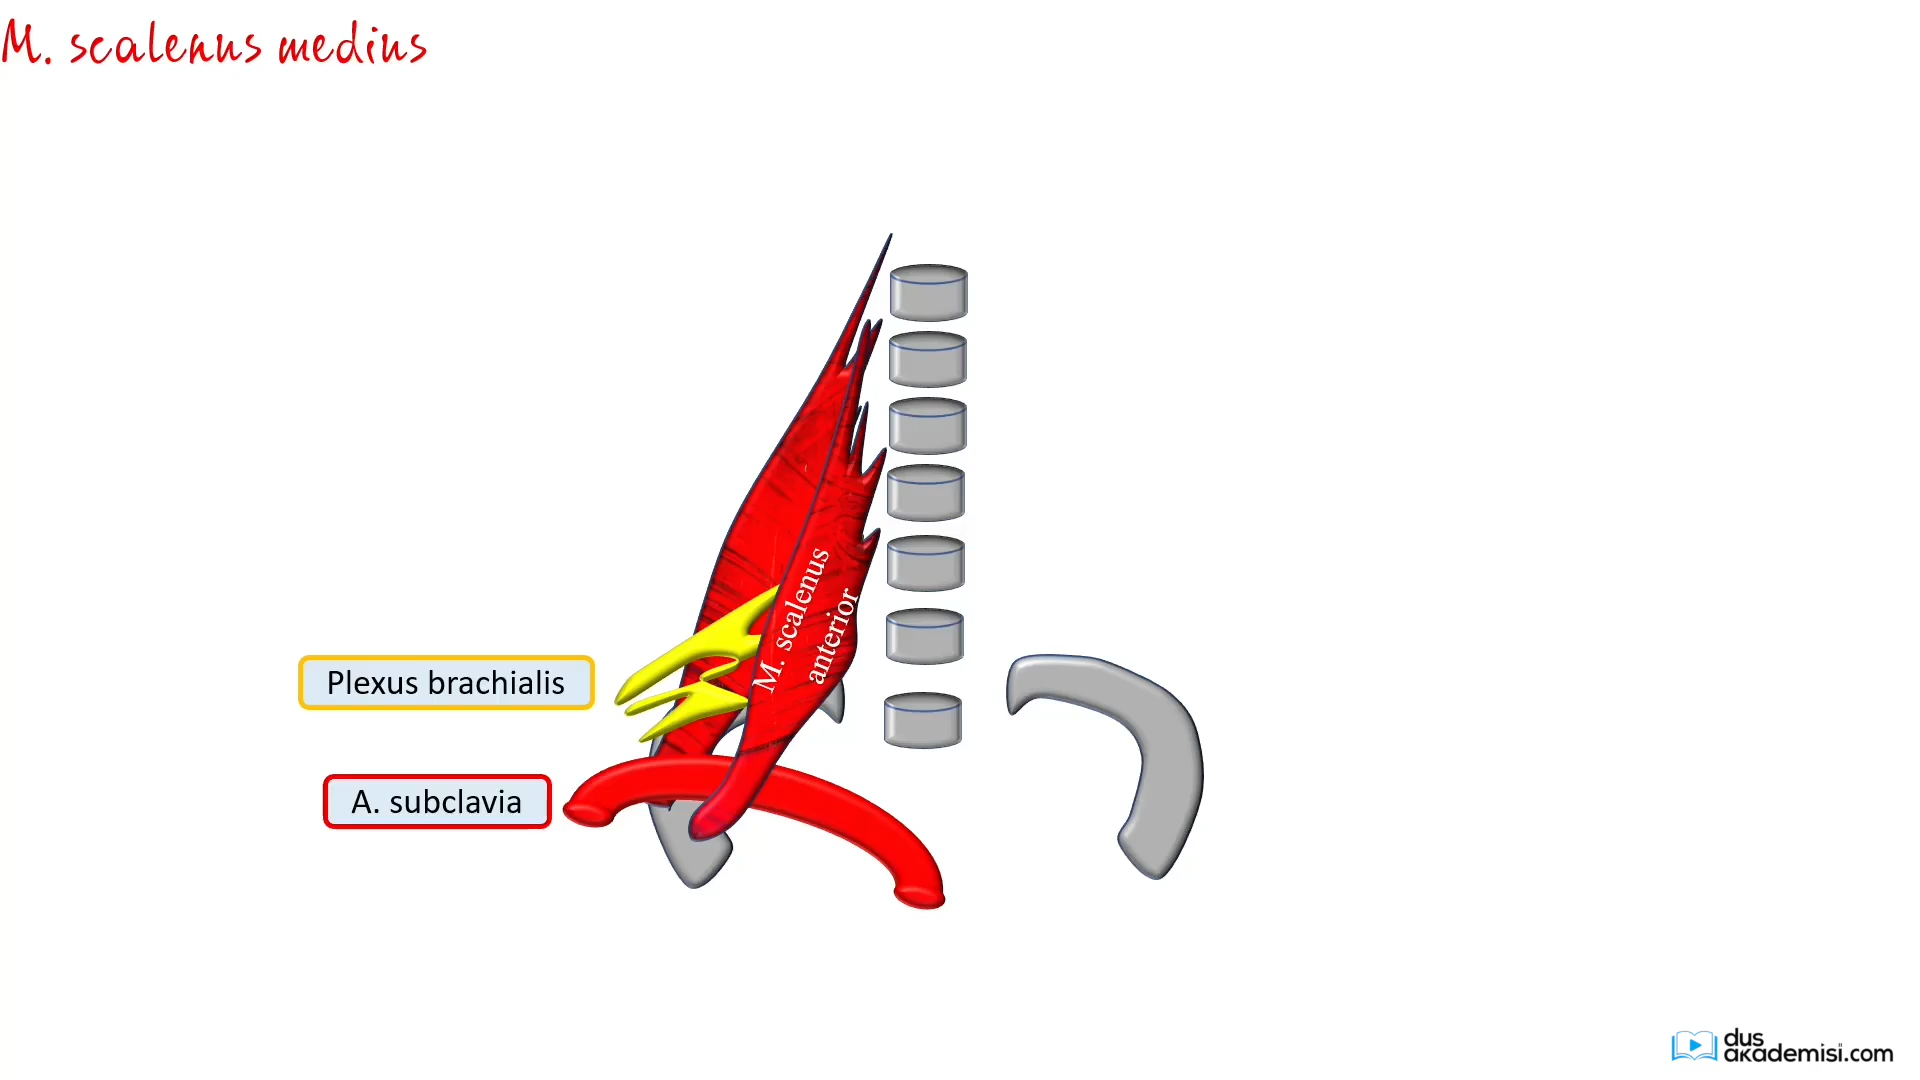 M. scalenus medius
M. scalenus
anterior
Plexus brachialis
A. subclavia
dus
akademisi.com